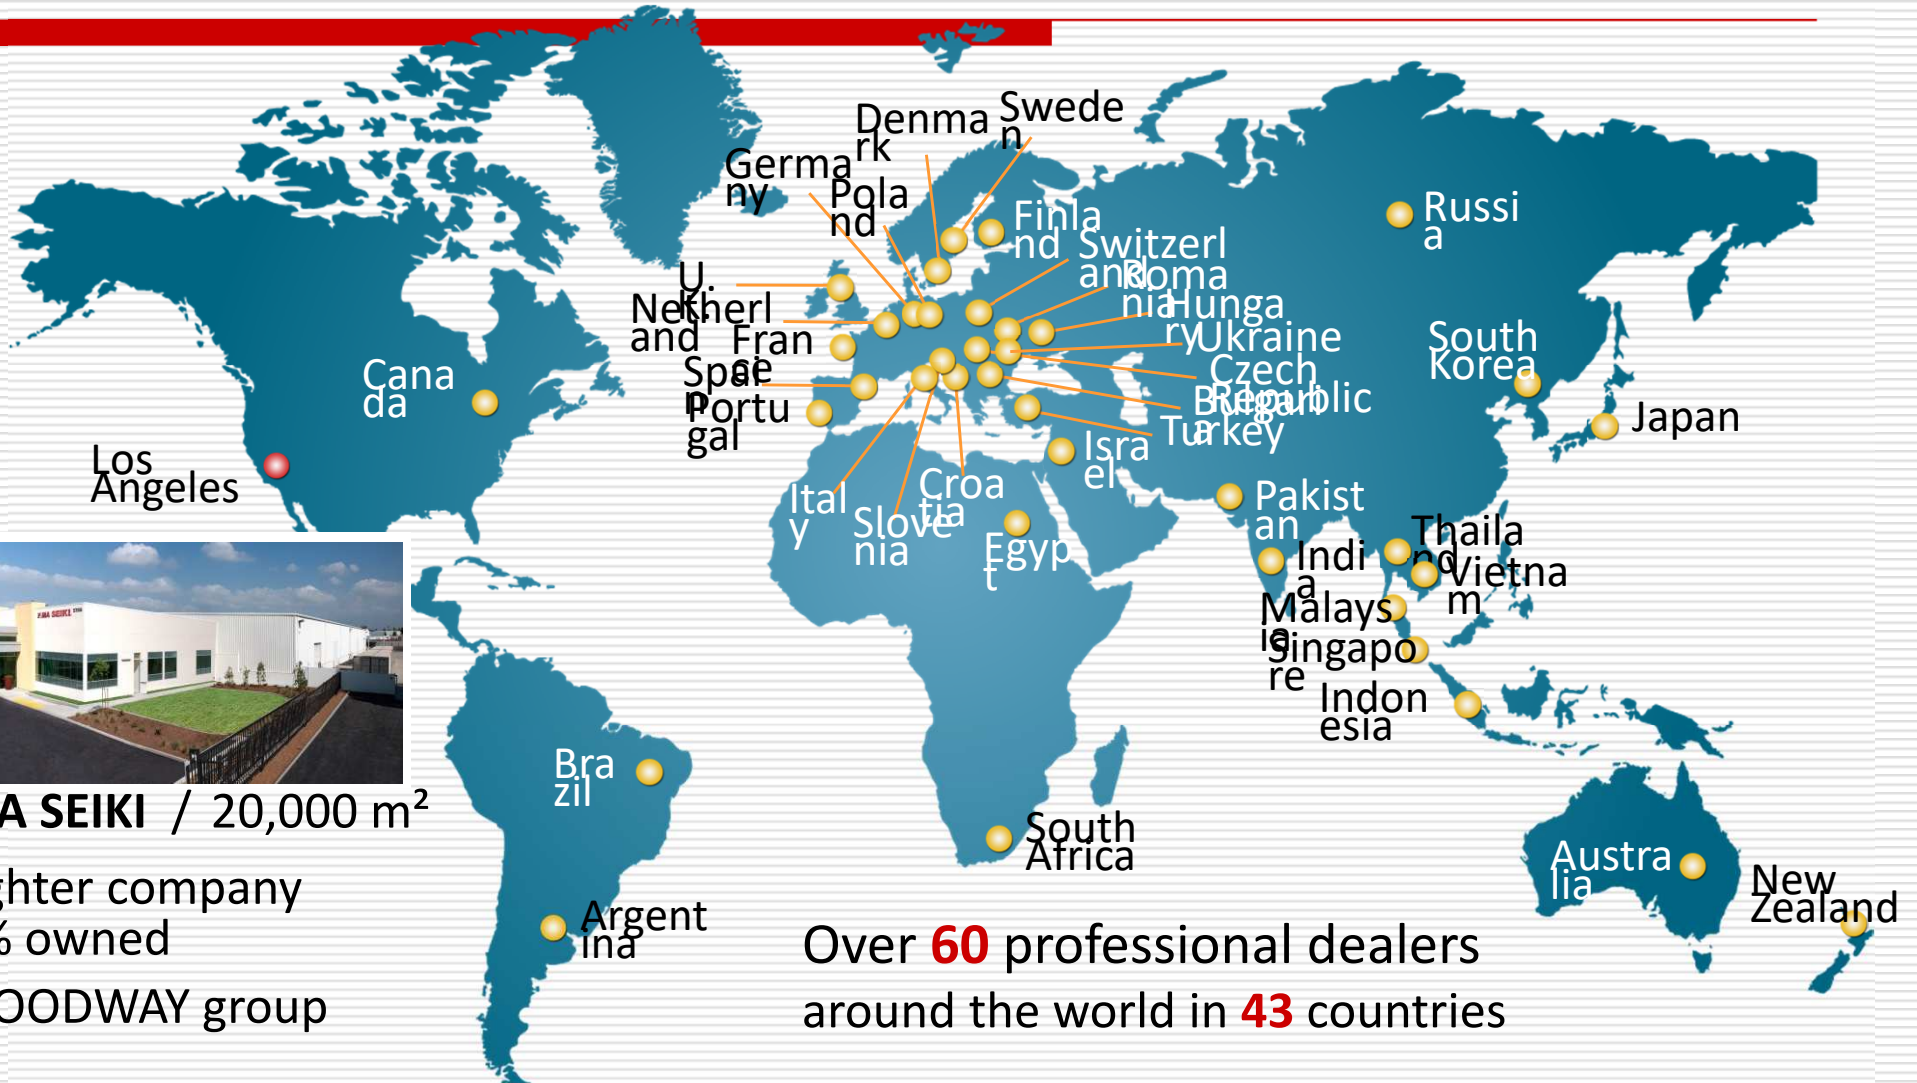 Swede
n
Denma
rk
Germa
ny
Pola
nd
Finla
nd
Switzerl
and
Roma
nia
Hunga
ry
Ukraine
Czech
Republic
Bulgari
a
Turkey
Russi
a
South
Korea
Japan
U.
K.
Netherl
and
Fran
ce
Spai
n
Portu
gal
Cana
da
Los
Angeles
Isra
el
Ital
y
Slove
nia
Croa
tia
Egyp
t
Pakist
an
Indi
a
Thaila
nd
Vietna
m
Malays
ia
Singapo
re
Indon
esia
Bra
zil
Argent
ina
South
Africa
Austra
lia
New
Zealand
A SEIKI / 20,000 m²
ghter company
% owned
OODWAY group
Over 60 professional dealers
around the world in 43 countries